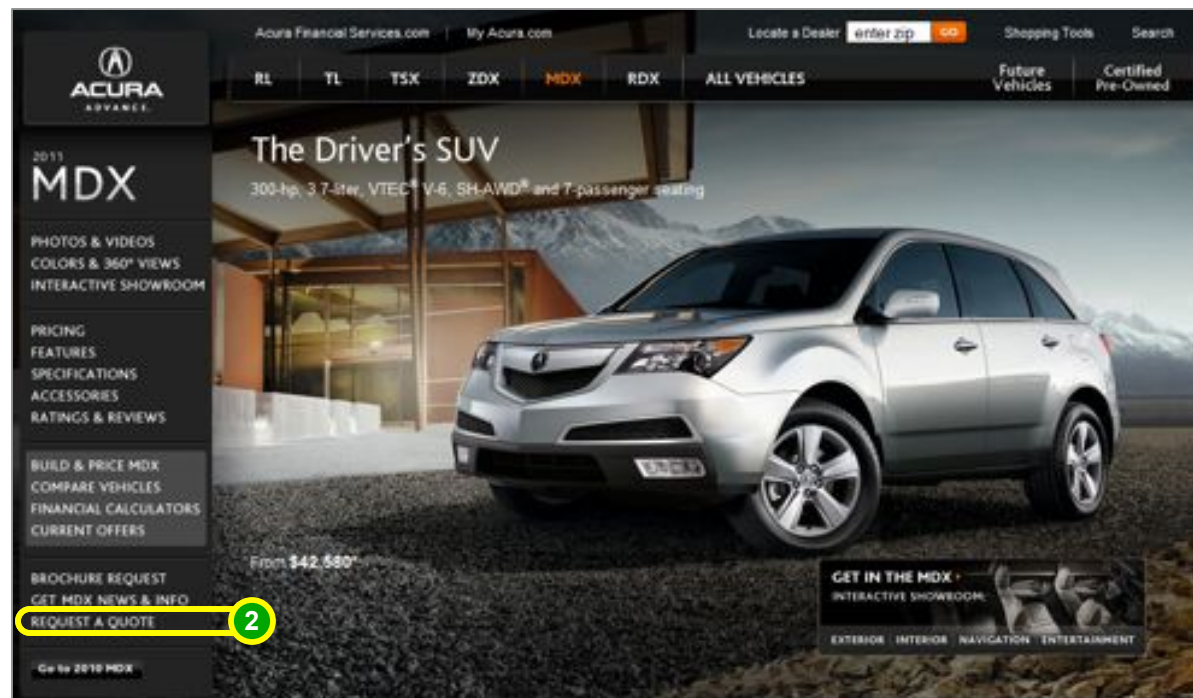 Acura Financial Services.com | My Acura.com
Locate a Dealer enter zip GO Shopping Tools Search
ACURA
ADVANCE.
RL TL TSX ZDX MDX RDX ALL VEHICLES Future Vehicles Certified Pre-Owned
2011
MDX
The Driver's SUV
300-hp, 3.7-liter, VTEC® V-6, SH-AWD® and 7-passenger seating
PHOTOS & VIDEOS
COLORS & 360° VIEWS
INTERACTIVE SHOWROOM
PRICING
FEATURES
SPECIFICATIONS
ACCESSORIES
RATINGS & REVIEWS
BUILD & PRICE MDX
COMPARE VEHICLES
FINANCIAL CALCULATORS
CURRENT OFFERS
BROCHURE REQUEST
GET MDX NEWS & INFO
REQUEST A QUOTE
2
Go to 2010 MDX
From $42,580*
GET IN THE MDX
INTERACTIVE SHOWROOM:
EXTERIOR | INTERIOR | NAVIGATION | ENTERTAINMENT